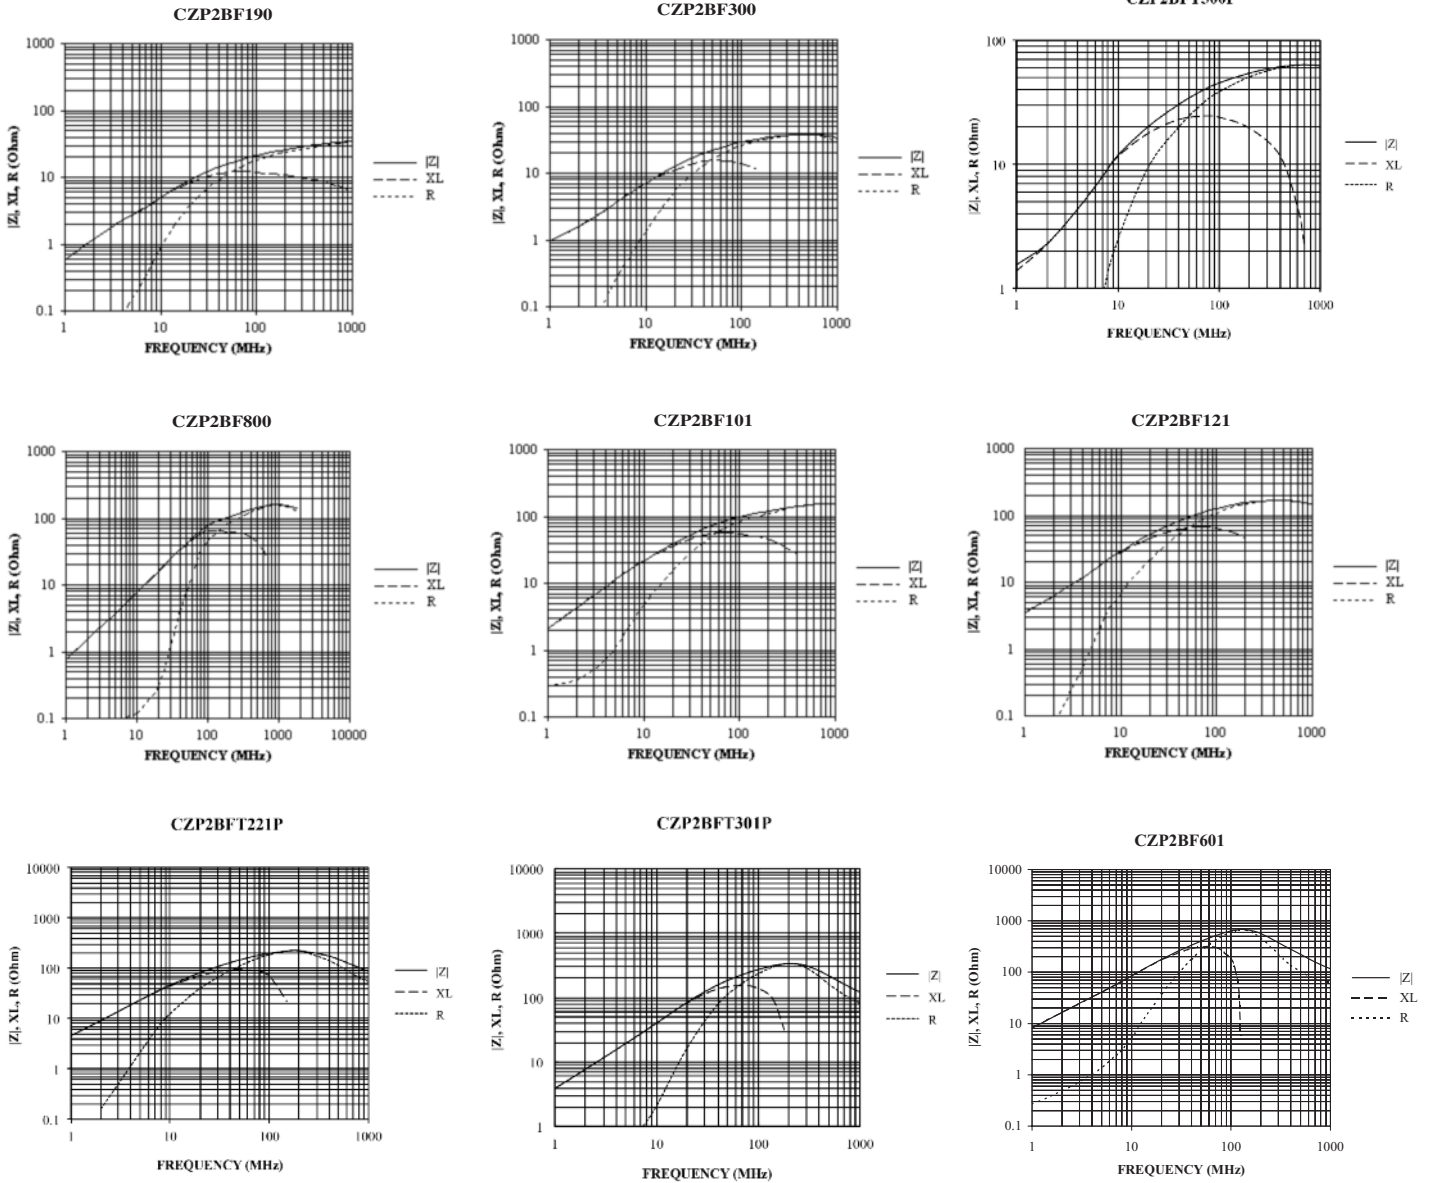 CZP2BF190
1000
100
10
1
0.1
|Z|, XL, R (Ohm)
1 10 100 1000
FREQUENCY (MHz)
|Z|
XL
R
CZP2BF300
1000
100
10
1
0.1
|Z|, XL, R (Ohm)
1 10 100 1000
FREQUENCY (MHz)
|Z|
XL
R
100
10
1
|Z|, XL, R (Ohm)
1 10 100 1000
FREQUENCY (MHz)
|Z|
XL
R
CZP2BF800
1000
100
10
1
0.1
|Z|, XL, R (Ohm)
1 10 100 1000 10000
FREQUENCY (MHz)
|Z|
XL
R
CZP2BF101
1000
100
10
1
0.1
|Z|, XL, R (Ohm)
1 10 100 1000
FREQUENCY (MHz)
|Z|
XL
R
CZP2BF121
1000
100
10
1
0.1
|Z|, XL, R (Ohm)
1 10 100 1000
FREQUENCY (MHz)
|Z|
XL
R
CZP2BFT221P
10000
1000
100
10
1
0.1
|Z|, XL, R (Ohm)
1 10 100 1000
FREQUENCY (MHz)
|Z|
XL
R
CZP2BFT301P
10000
1000
100
10
1
|Z|, XL, R (Ohm)
1 10 100 1000
FREQUENCY (MHz)
|Z|
XL
R
CZP2BF601
10000
1000
100
10
1
0.1
|Z|, XL, R (Ohm)
1 10 100 1000
FREQUENCY (MHz)
|Z|
XL
R